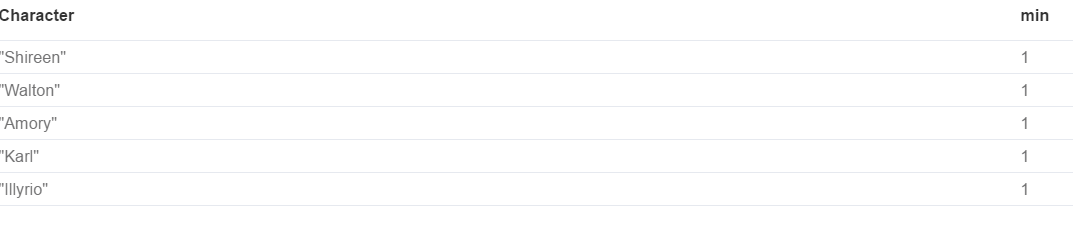 Character min
"Shireen" 1
"Walton" 1
"Amory" 1
"Karl" 1
"Illyrio" 1